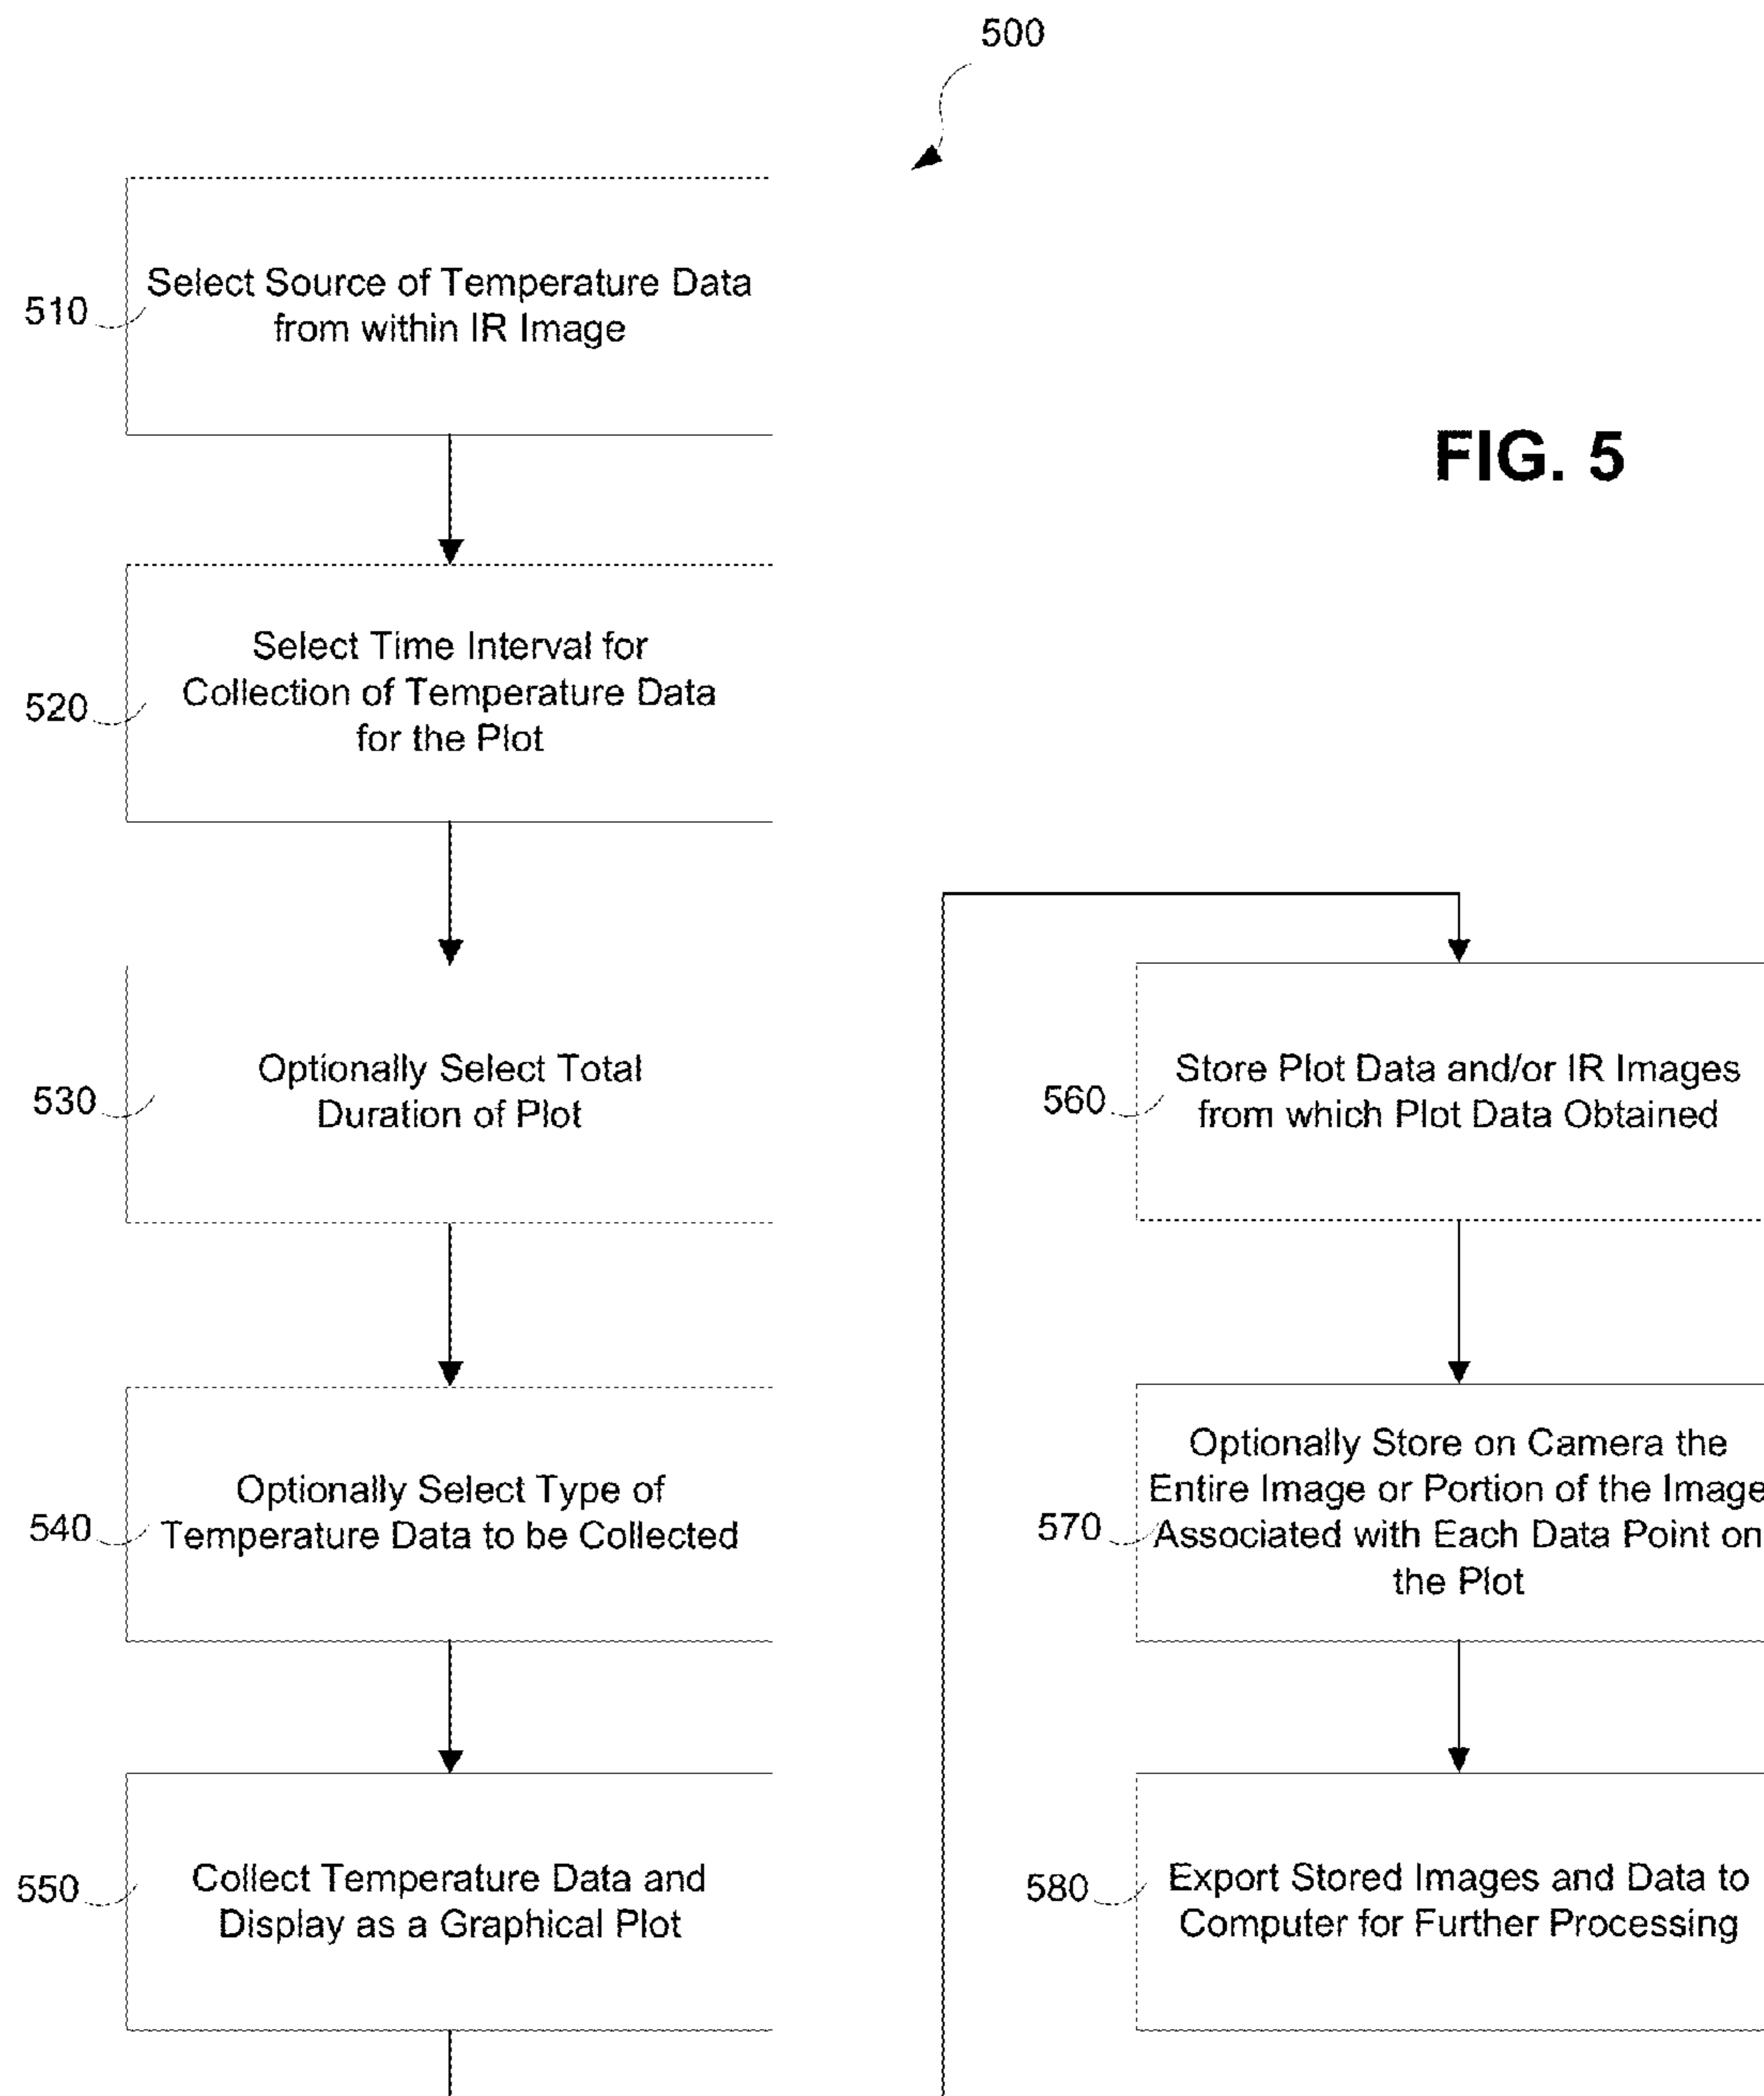 500
FIG. 5
510
Select Source of Temperature Data
from within IR Image
520
Select Time Interval for
Collection of Temperature Data
for the Plot
530
Optionally Select Total
Duration of Plot
540
Optionally Select Type of
Temperature Data to be Collected
550
Collect Temperature Data and
Display as a Graphical Plot
560
Store Plot Data and/or IR Images
from which Plot Data Obtained
570
Optionally Store on Camera the
Entire Image or Portion of the Image
Associated with Each Data Point on
the Plot
580
Export Stored Images and Data to
Computer for Further Processing